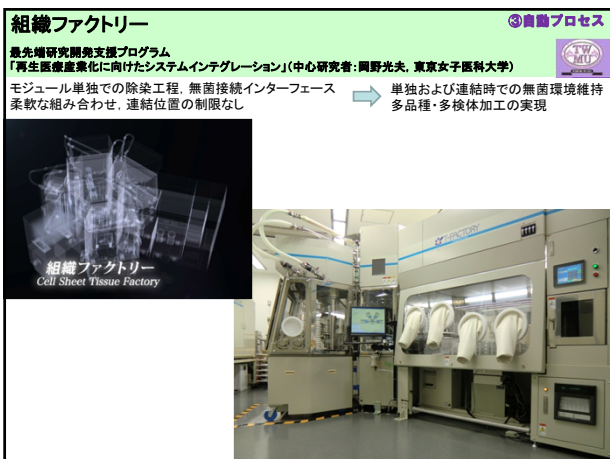 組織ファクトリー
③自動プロセス
最先端研究開発支援プログラム
「再生医療産業化に向けたシステムインテグレーション」(中心研究者：岡野光夫，東京女子医科大学)
TWMU
モジュール単独での除染工程，無菌接続インターフェース
柔軟な組み合わせ，連結位置の制限なし
単独および連結時での無菌環境維持
多品種・多検体加工の実現
組織ファクトリー
Cell Sheet Tissue Factory
T-FACTORY